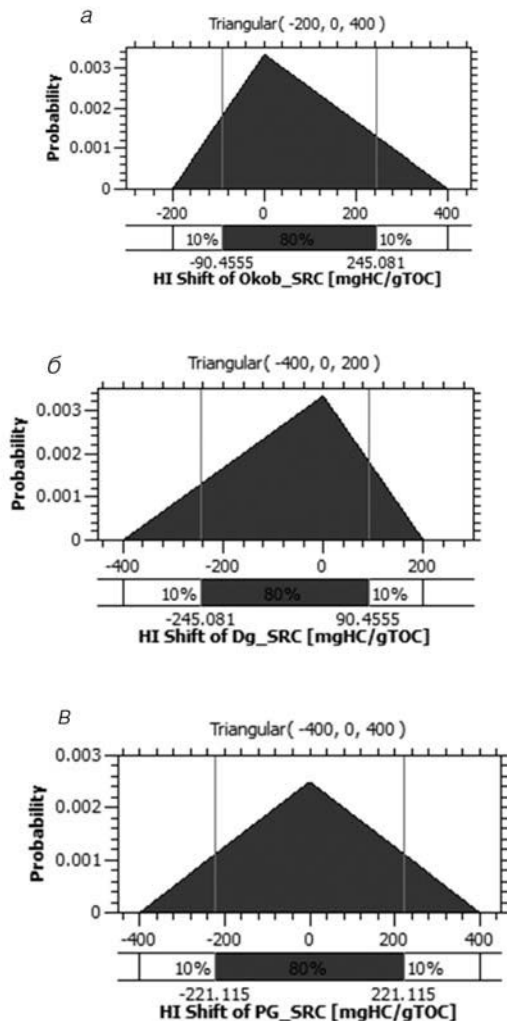 а
Triangular( -200, 0, 400)
Probability
0.003
0.002
0.001
0
-200 0 200 400
10% 80% 10%
-90.4555 245.081
HI Shift of Okob_SRC [mgHC/gTOC]
б
Triangular( -400, 0, 200)
Probability
0.003
0.002
0.001
0
-400 -200 0 200
10% 80% 10%
-245.081 90.4555
HI Shift of Dg_SRC [mgHC/gTOC]
в
Triangular( -400, 0, 400)
Probability
0.003
0.002
0.001
0
-400 -200 0 200 400
10% 80% 10%
-221.115 221.115
HI Shift of PG_SRC [mgHC/gTOC]